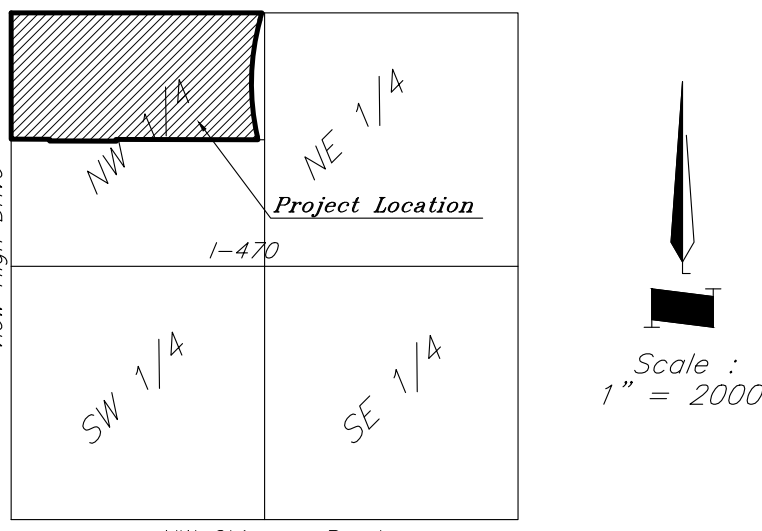 NW 1/4
NE 1/4
Project Location
I-470
SW 1/4
SE 1/4
Scale :
1" = 2000